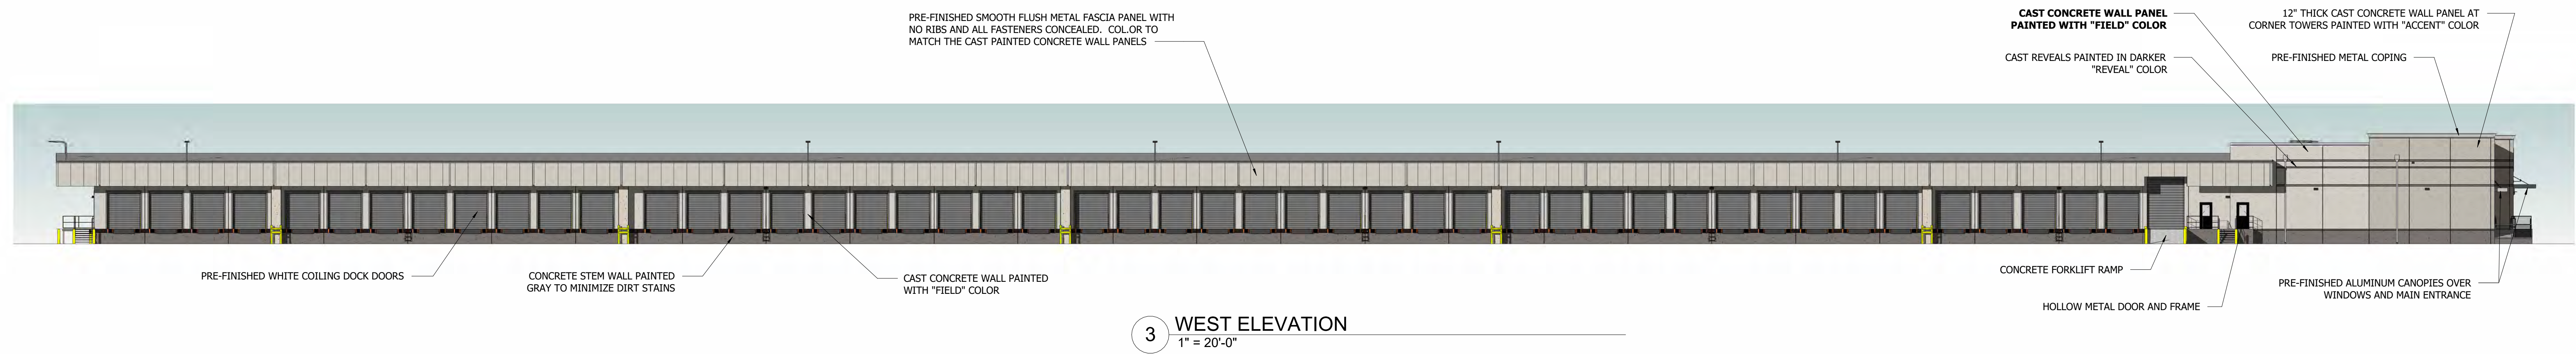 PRE-FINISHED SMOOTH FLUSH METAL FASCIA PANEL WITH
NO RIBS AND ALL FASTENERS CONCEALED. COL.OR TO
MATCH THE CAST PAINTED CONCRETE WALL PANELS
CAST CONCRETE WALL PANEL
PAINTED WITH "FIELD" COLOR
12" THICK CAST CONCRETE WALL PANEL AT
CORNER TOWERS PAINTED WITH "ACCENT" COLOR
CAST REVEALS PAINTED IN DARKER
"REVEAL" COLOR
PRE-FINISHED METAL COPING
PRE-FINISHED WHITE COILING DOCK DOORS
CONCRETE STEM WALL PAINTED
GRAY TO MINIMIZE DIRT STAINS
CAST CONCRETE WALL PAINTED
WITH "FIELD" COLOR
CONCRETE FORKLIFT RAMP
HOLLOW METAL DOOR AND FRAME
PRE-FINISHED ALUMINUM CANOPIES OVER
WINDOWS AND MAIN ENTRANCE
3 WEST ELEVATION
1" = 20'-0"